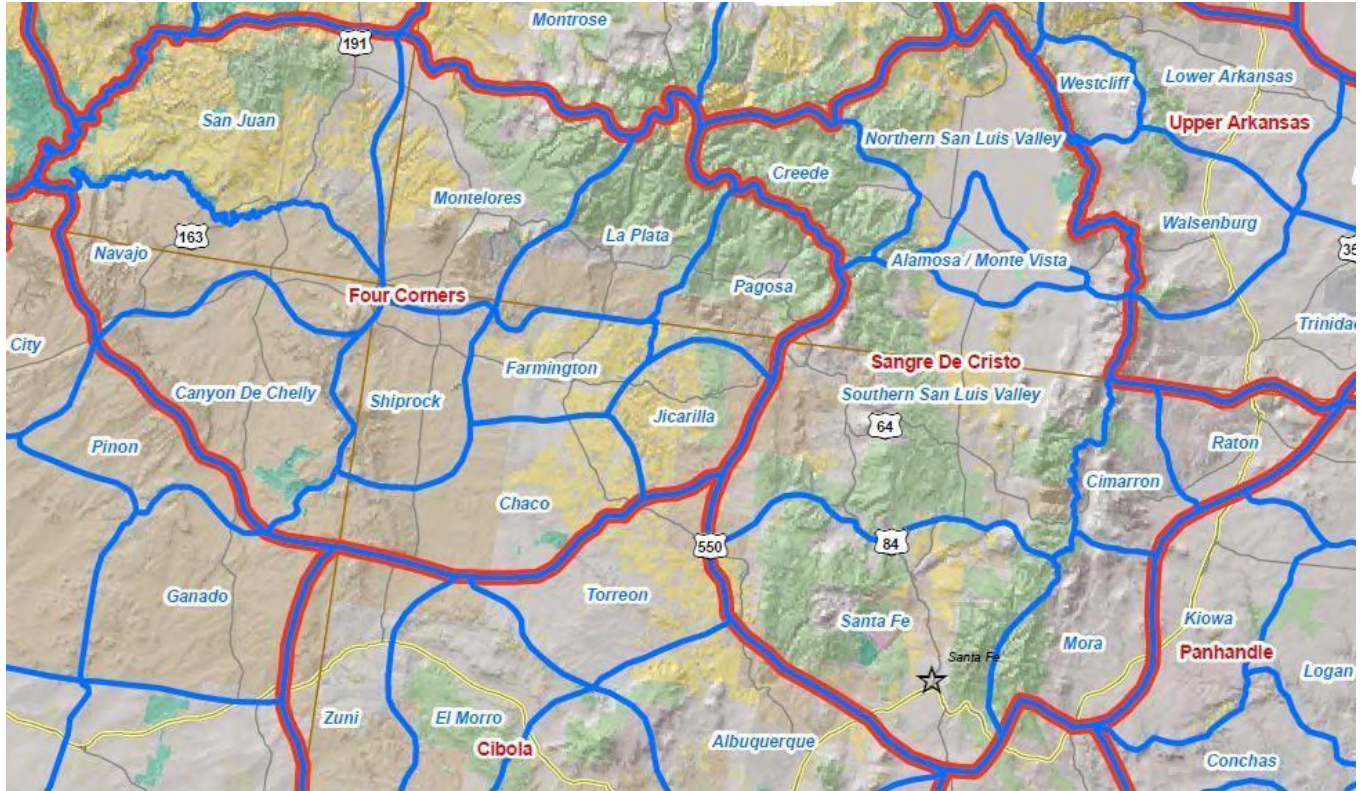 Montrose
191
Westcliff
Lower Arkansas
San Juan
Upper Arkansas
Northern San Luis Valley
Creede
Montelores
Walsenburg
La Plata
163
Navajo
35
Alamosa / Monte Vista
Pagosa
Four Corners
Trinidad
City
Sangre De Cristo
Farmington
Canyon De Chelly
Shiprock
Southern San Luis Valley
Jicarilla
64
Pinon
Raton
Cimarron
Chaco
550
84
Ganado
Torreon
Santa Fe
Kiowa
Mora
Panhandle
Santa Fe
Logan
Zuni
El Morro
Cibola
Albuquerque
Conchas